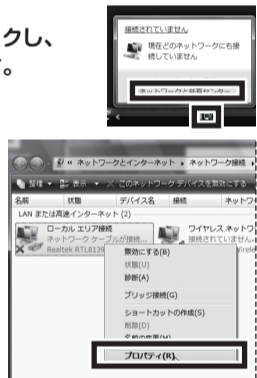 クし、
。
接続されていません
現在どのネットワークにも接
続していません
ネットワークと共有センター
« ネットワークとインターネット ▸ ネットワーク接続 ▸
整理 ▾ 表示 ▾ このネットワーク デバイスを無効にする
名前 状態 デバイス名 接続 ネットワ
LAN または高速インターネット (2)
ローカル エリア接続
ネットワーク ケーブルが接続...
Realtek RTL8139
ワイヤレス ネットワ
接続されていません
Wirele
無効にする(B)
状態(U)
診断(A)
ブリッジ接続(G)
ショートカットの作成(S)
削除(D)
名前の変更(M)
プロパティ(R)